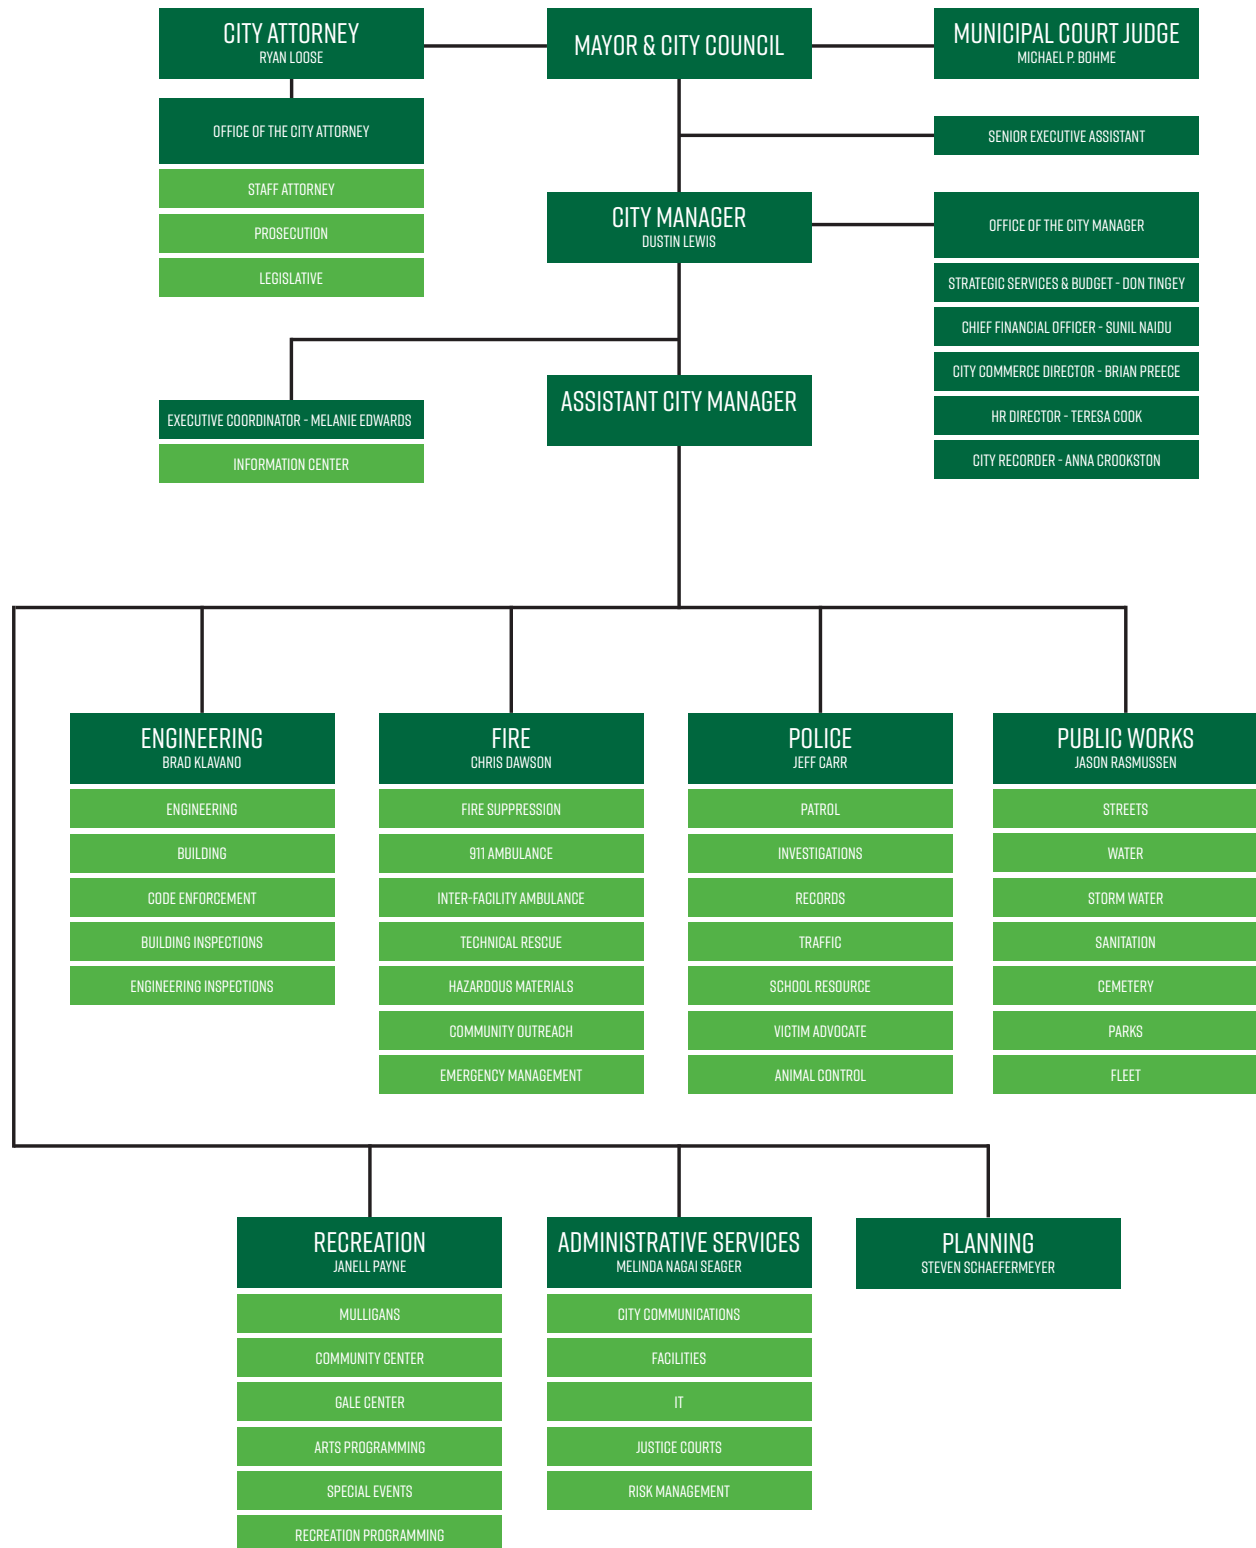 CITY ATTORNEY
RYAN LOOSE
MAYOR & CITY COUNCIL
MUNICIPAL COURT JUDGE
MICHAEL P. BOHME
OFFICE OF THE CITY ATTORNEY
STAFF ATTORNEY
PROSECUTION
LEGISLATIVE
SENIOR EXECUTIVE ASSISTANT
CITY MANAGER
DUSTIN LEWIS
OFFICE OF THE CITY MANAGER
STRATEGIC SERVICES & BUDGET - DON TINGEY
CHIEF FINANCIAL OFFICER - SUNIL NAIDU
CITY COMMERCE DIRECTOR - BRIAN PREECE
HR DIRECTOR - TERESA COOK
CITY RECORDER - ANNA CROOKSTON
EXECUTIVE COORDINATOR - MELANIE EDWARDS
INFORMATION CENTER
ASSISTANT CITY MANAGER
ENGINEERING
BRAD KLAVANO
ENGINEERING
BUILDING
CODE ENFORCEMENT
BUILDING INSPECTIONS
ENGINEERING INSPECTIONS
FIRE
CHRIS DAWSON
FIRE SUPPRESSION
911 AMBULANCE
INTER-FACILITY AMBULANCE
TECHNICAL RESCUE
HAZARDOUS MATERIALS
COMMUNITY OUTREACH
EMERGENCY MANAGEMENT
POLICE
JEFF CARR
PATROL
INVESTIGATIONS
RECORDS
TRAFFIC
SCHOOL RESOURCE
VICTIM ADVOCATE
ANIMAL CONTROL
PUBLIC WORKS
JASON RASMUSSEN
STREETS
WATER
STORM WATER
SANITATION
CEMETERY
PARKS
FLEET
RECREATION
JANELL PAYNE
MULLIGANS
COMMUNITY CENTER
GALE CENTER
ARTS PROGRAMMING
SPECIAL EVENTS
RECREATION PROGRAMMING
ADMINISTRATIVE SERVICES
MELINDA NAGAI SEAGER
CITY COMMUNICATIONS
FACILITIES
IT
JUSTICE COURTS
RISK MANAGEMENT
PLANNING
STEVEN SCHAEFERMEYER